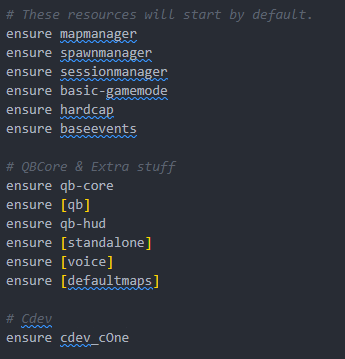 # These resources will start by default.
ensure mapmanager
ensure spawnmanager
ensure sessionmanager
ensure basic-gamemode
ensure hardcap
ensure baseevents
# QBCore & Extra stuff
ensure qb-core
ensure [qb]
ensure qb-hud
ensure [standalone]
ensure [voice]
ensure [defaultmaps]
# Cdev
ensure cdev_cOne